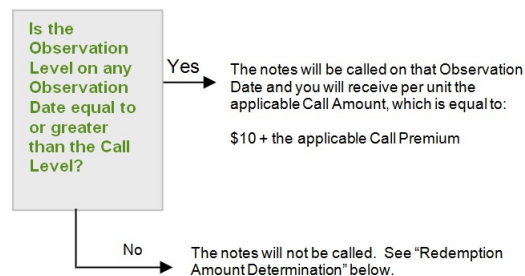 Is the
Observation
Level on any
Observation
Date equal to
or greater
than the Call
Level?
Yes
The notes will be called on that Observation
Date and you will receive per unit the
applicable Call Amount, which is equal to:
$10 + the applicable Call Premium
No
The notes will not be called. See “Redemption
Amount Determination” below.